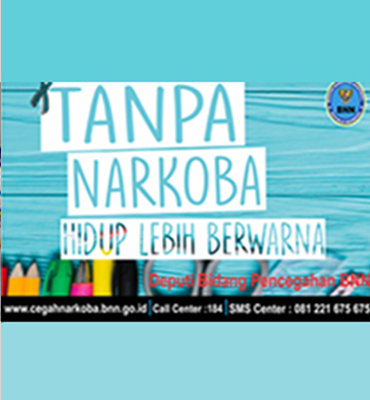 BNN
TANPA
NARKOBA
HIDUP LEBIH BERWARNA
Deputi Bidang Pencegahan BNN
www.cegahnarkoba.bnn.go.id | Call Center :184 | SMS Center : 081 221 675 675